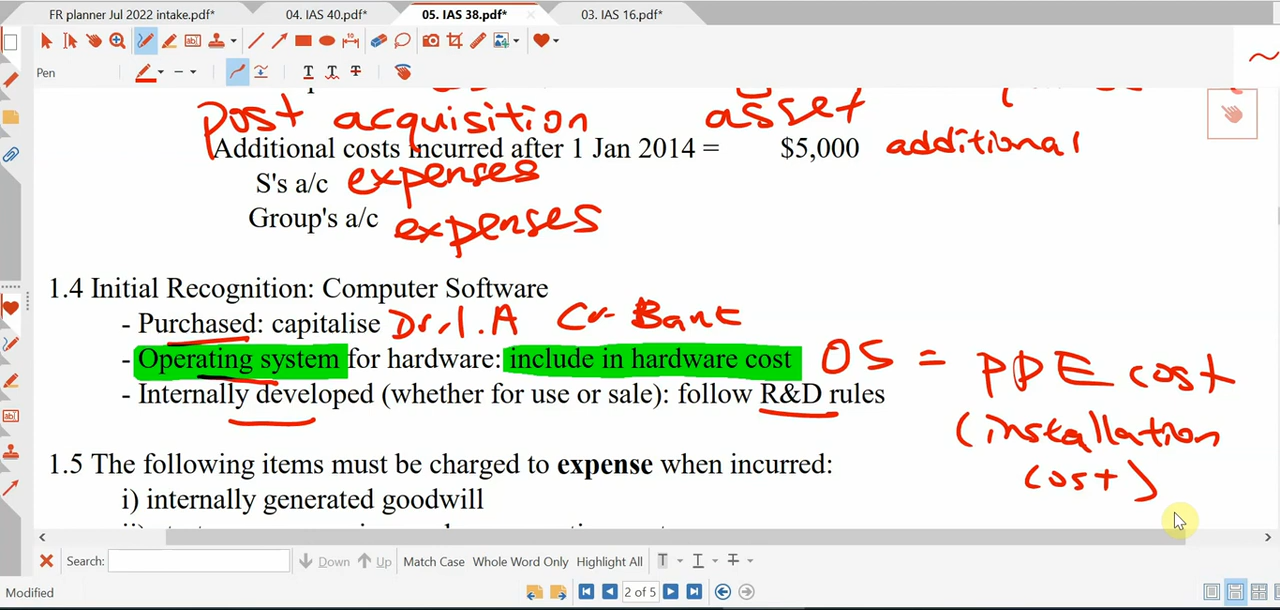 FR planner Jul 2022 intake.pdf* 04. IAS 40.pdf* 05. IAS 38.pdf* 03. IAS 16.pdf*
Pen
post acquisition asset
Additional costs incurred after 1 Jan 2014 = $5,000 additional
S's a/c expenses
Group's a/c expenses
1.4 Initial Recognition: Computer Software
- Purchased: capitalise Dr. I.A Cr Bank
- Operating system for hardware: include in hardware cost OS = PPE cost
- Internally developed (whether for use or sale): follow R&D rules (installation
cost)
1.5 The following items must be charged to expense when incurred:
i) internally generated goodwill
Search: Down Up Match Case Whole Word Only Highlight All
Modified 2 of 5